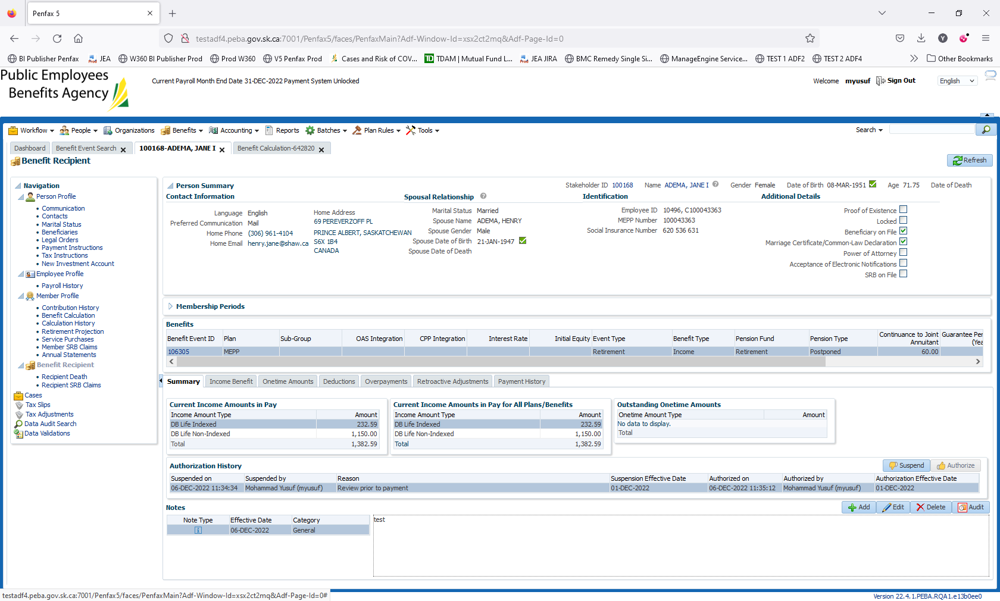 Penfax 5
testadf4.peba.gov.sk.ca:7001/Penfax5/faces/PenfaxMain?Adf-Window-Id=xsx2ct2mq&Adf-Page-Id=0
BI Publisher Penfax JEA W360 BI Publisher Prod Prod W360 V5 Penfax Prod Cases and Risk of COV... TDAM | Mutual Fund L... JEA JIRA BMC Remedy Single Si... ManageEngine Service... TEST 1 ADF2 TEST 2 ADF4 Other Bookmarks
Public Employees
Benefits Agency
Current Payroll Month End Date 31-DEC-2022 Payment System Unlocked
Welcome myusuf Sign Out English
Workflow People Organizations Benefits Accounting Reports Batches Plan Rules Tools Search
Dashboard Benefit Event Search 100168-ADEMA, JANE I Benefit Calculation-642820
Benefit Recipient
Refresh
Navigation
Person Profile
Communication
Contacts
Marital Status
Beneficiaries
Legal Orders
Payment Instructions
Tax Instructions
New Investment Account
Employee Profile
Payroll History
Member Profile
Contribution History
Benefit Calculation
Calculation History
Retirement Projection
Service Purchases
Member SRB Claims
Annual Statements
Benefit Recipient
Recipient Death
Recipient SRB Claims
Cases
Tax Slips
Tax Adjustments
Data Audit Search
Data Validations
Person Summary
Stakeholder ID 100168 Name ADEMA, JANE I Gender Female Date of Birth 08-MAR-1951 Age 71.75 Date of Death
Contact Information
Language English
Preferred Communication Mail
Home Phone (306) 961-4104
Home Email henry.jane@shaw.ca
Home Address
69 PEREVERZOFF PL
PRINCE ALBERT, SASKATCHEWAN
S6X 1B4
CANADA
Spousal Relationship
Marital Status Married
Spouse Name ADEMA, HENRY
Spouse Gender Male
Spouse Date of Birth 21-JAN-1947
Spouse Date of Death
Identification
Employee ID 10496, C100043363
MEPP Number 100043363
Social Insurance Number 620 536 631
Additional Details
Proof of Existence
Locked
Beneficiary on File
Marriage Certificate/Common-Law Declaration
Power of Attorney
Acceptance of Electronic Notifications
SRB on File
Membership Periods
Benefits
Benefit Event ID Plan Sub-Group OAS Integration CPP Integration Interest Rate Initial Equity Event Type Benefit Type Pension Fund Pension Type Continuance to Joint Annuitant Guarantee Per (Yea
106305 MEPP Retirement Income Retirement Postponed 60.00
Summary Income Benefit Onetime Amounts Deductions Overpayments Retroactive Adjustments Payment History
Current Income Amounts in Pay
Income Amount Type Amount
DB Life Indexed 232.59
DB Life Non-Indexed 1,150.00
Total 1,382.59
Current Income Amounts in Pay for All Plans/Benefits
Income Amount Type Amount
DB Life Indexed 232.59
DB Life Non-Indexed 1,150.00
Total 1,382.59
Outstanding Onetime Amounts
Onetime Amount Type Amount
No data to display.
Total
Authorization History
Suspend Authorize
Suspended on Suspended by Reason Suspension Effective Date Authorized on Authorized by Authorization Effective Date
06-DEC-2022 11:34:34 Mohammad Yusuf (myusuf) Review prior to payment 01-DEC-2022 06-DEC-2022 11:35:12 Mohammad Yusuf (myusuf) 01-DEC-2022
Notes
Add Edit Delete Audit
Note Type Effective Date Category
06-DEC-2022 General
test
testadf4.peba.gov.sk.ca:7001/Penfax5/faces/PenfaxMain?Adf-Window-Id=xsx2ct2mq&Adf-Page-Id=0#
Version 22.4.1.PEBA.RQA1.e13b0ee0